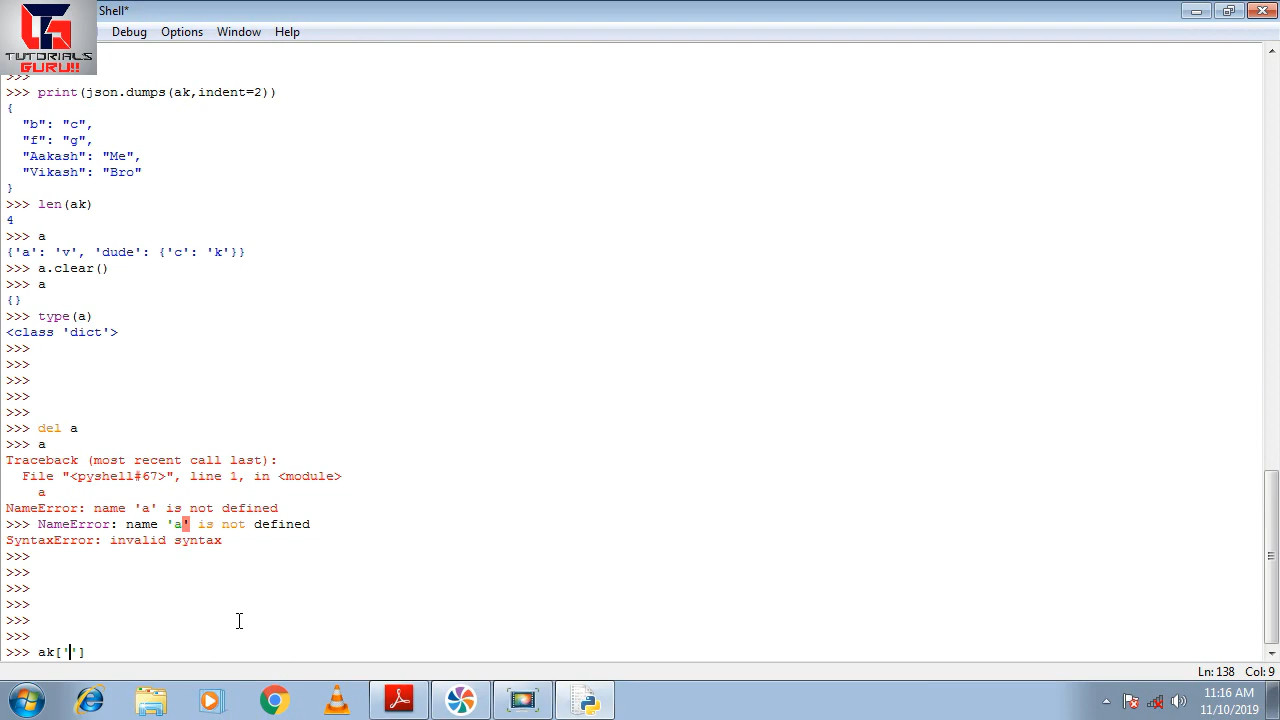 Shell*
Debug Options Window Help
TUTORIALS
GURU!!
>>>
>>> print(json.dumps(ak,indent=2))
{
"b": "c",
"f": "g",
"Aakash": "Me",
"Vikash": "Bro"
}
>>> len(ak)
4
>>> a
{'a': 'v', 'dude': {'c': 'k'}}
>>> a.clear()
>>> a
{}
>>> type(a)
<class 'dict'>
>>>
>>>
>>>
>>>
>>>
>>> del a
>>> a
Traceback (most recent call last):
File "<pyshell#67>", line 1, in <module>
a
NameError: name 'a' is not defined
>>> NameError: name 'a' is not defined
SyntaxError: invalid syntax
>>>
>>>
>>>
>>>
>>>
>>>
>>> ak['']
Ln: 138 Col: 9
11:16 AM
11/10/2019